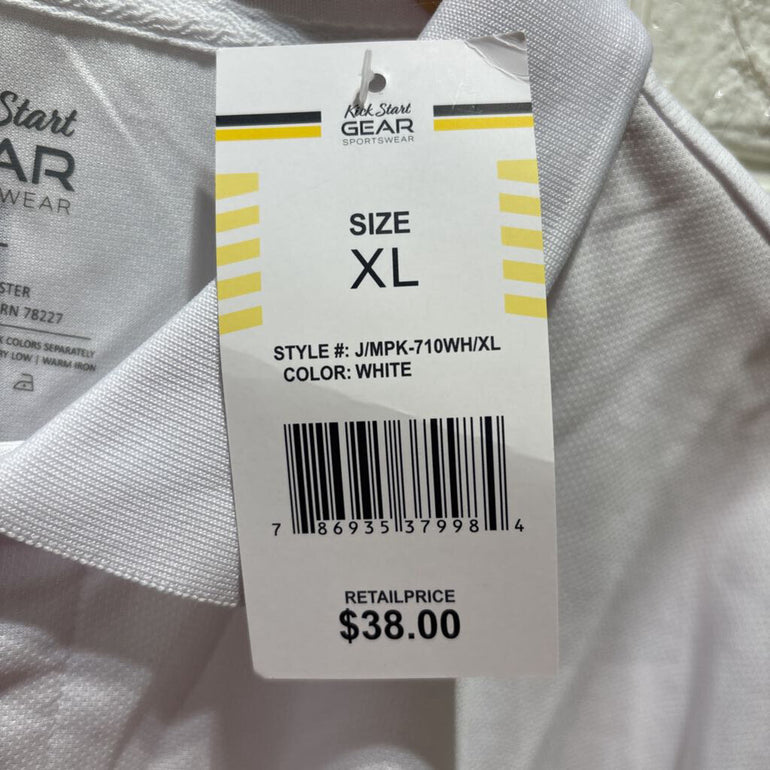 Kick Start
GEAR
SPORTSWEAR
SIZE
XL
STYLE #: J/MPK-710WH/XL
COLOR: WHITE
7 86935 37998 4
RETAILPRICE
$38.00
Start
AR
WEAR
RN 78227
COLORS SEPARATELY
LOW | WARM IRON